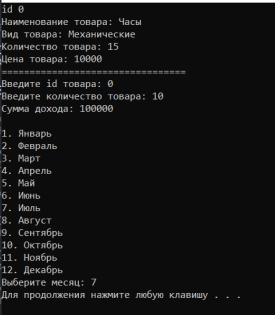 id 0
Наименование товара: Часы
Вид товара: Механические
Количество товара: 15
Цена товара: 10000
================================
Введите id товара: 0
Введите количество товара: 10
Сумма дохода: 100000
1. Январь
2. Февраль
3. Март
4. Апрель
5. Май
6. Июнь
7. Июль
8. Август
9. Сентябрь
10. Октябрь
11. Ноябрь
12. Декабрь
Выберите месяц: 7
Для продолжения нажмите любую клавишу . . .